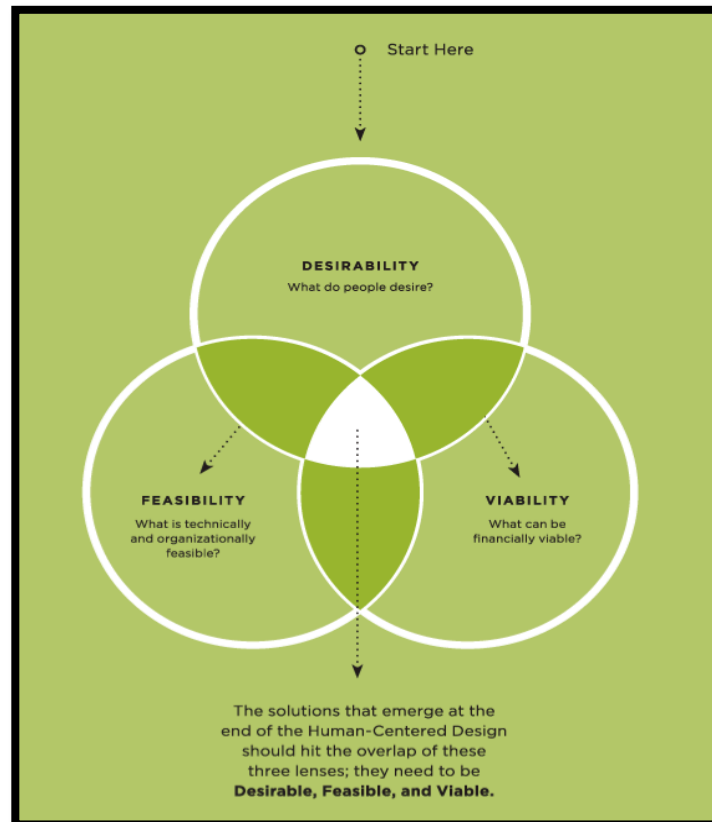 Start Here
DESIRABILITY
What do people desire?
FEASIBILITY
What is technically
and organizationally
feasible?
VIABILITY
What can be
financially viable?
The solutions that emerge at the
end of the Human-Centered Design
should hit the overlap of these
three lenses; they need to be
Desirable, Feasible, and Viable.